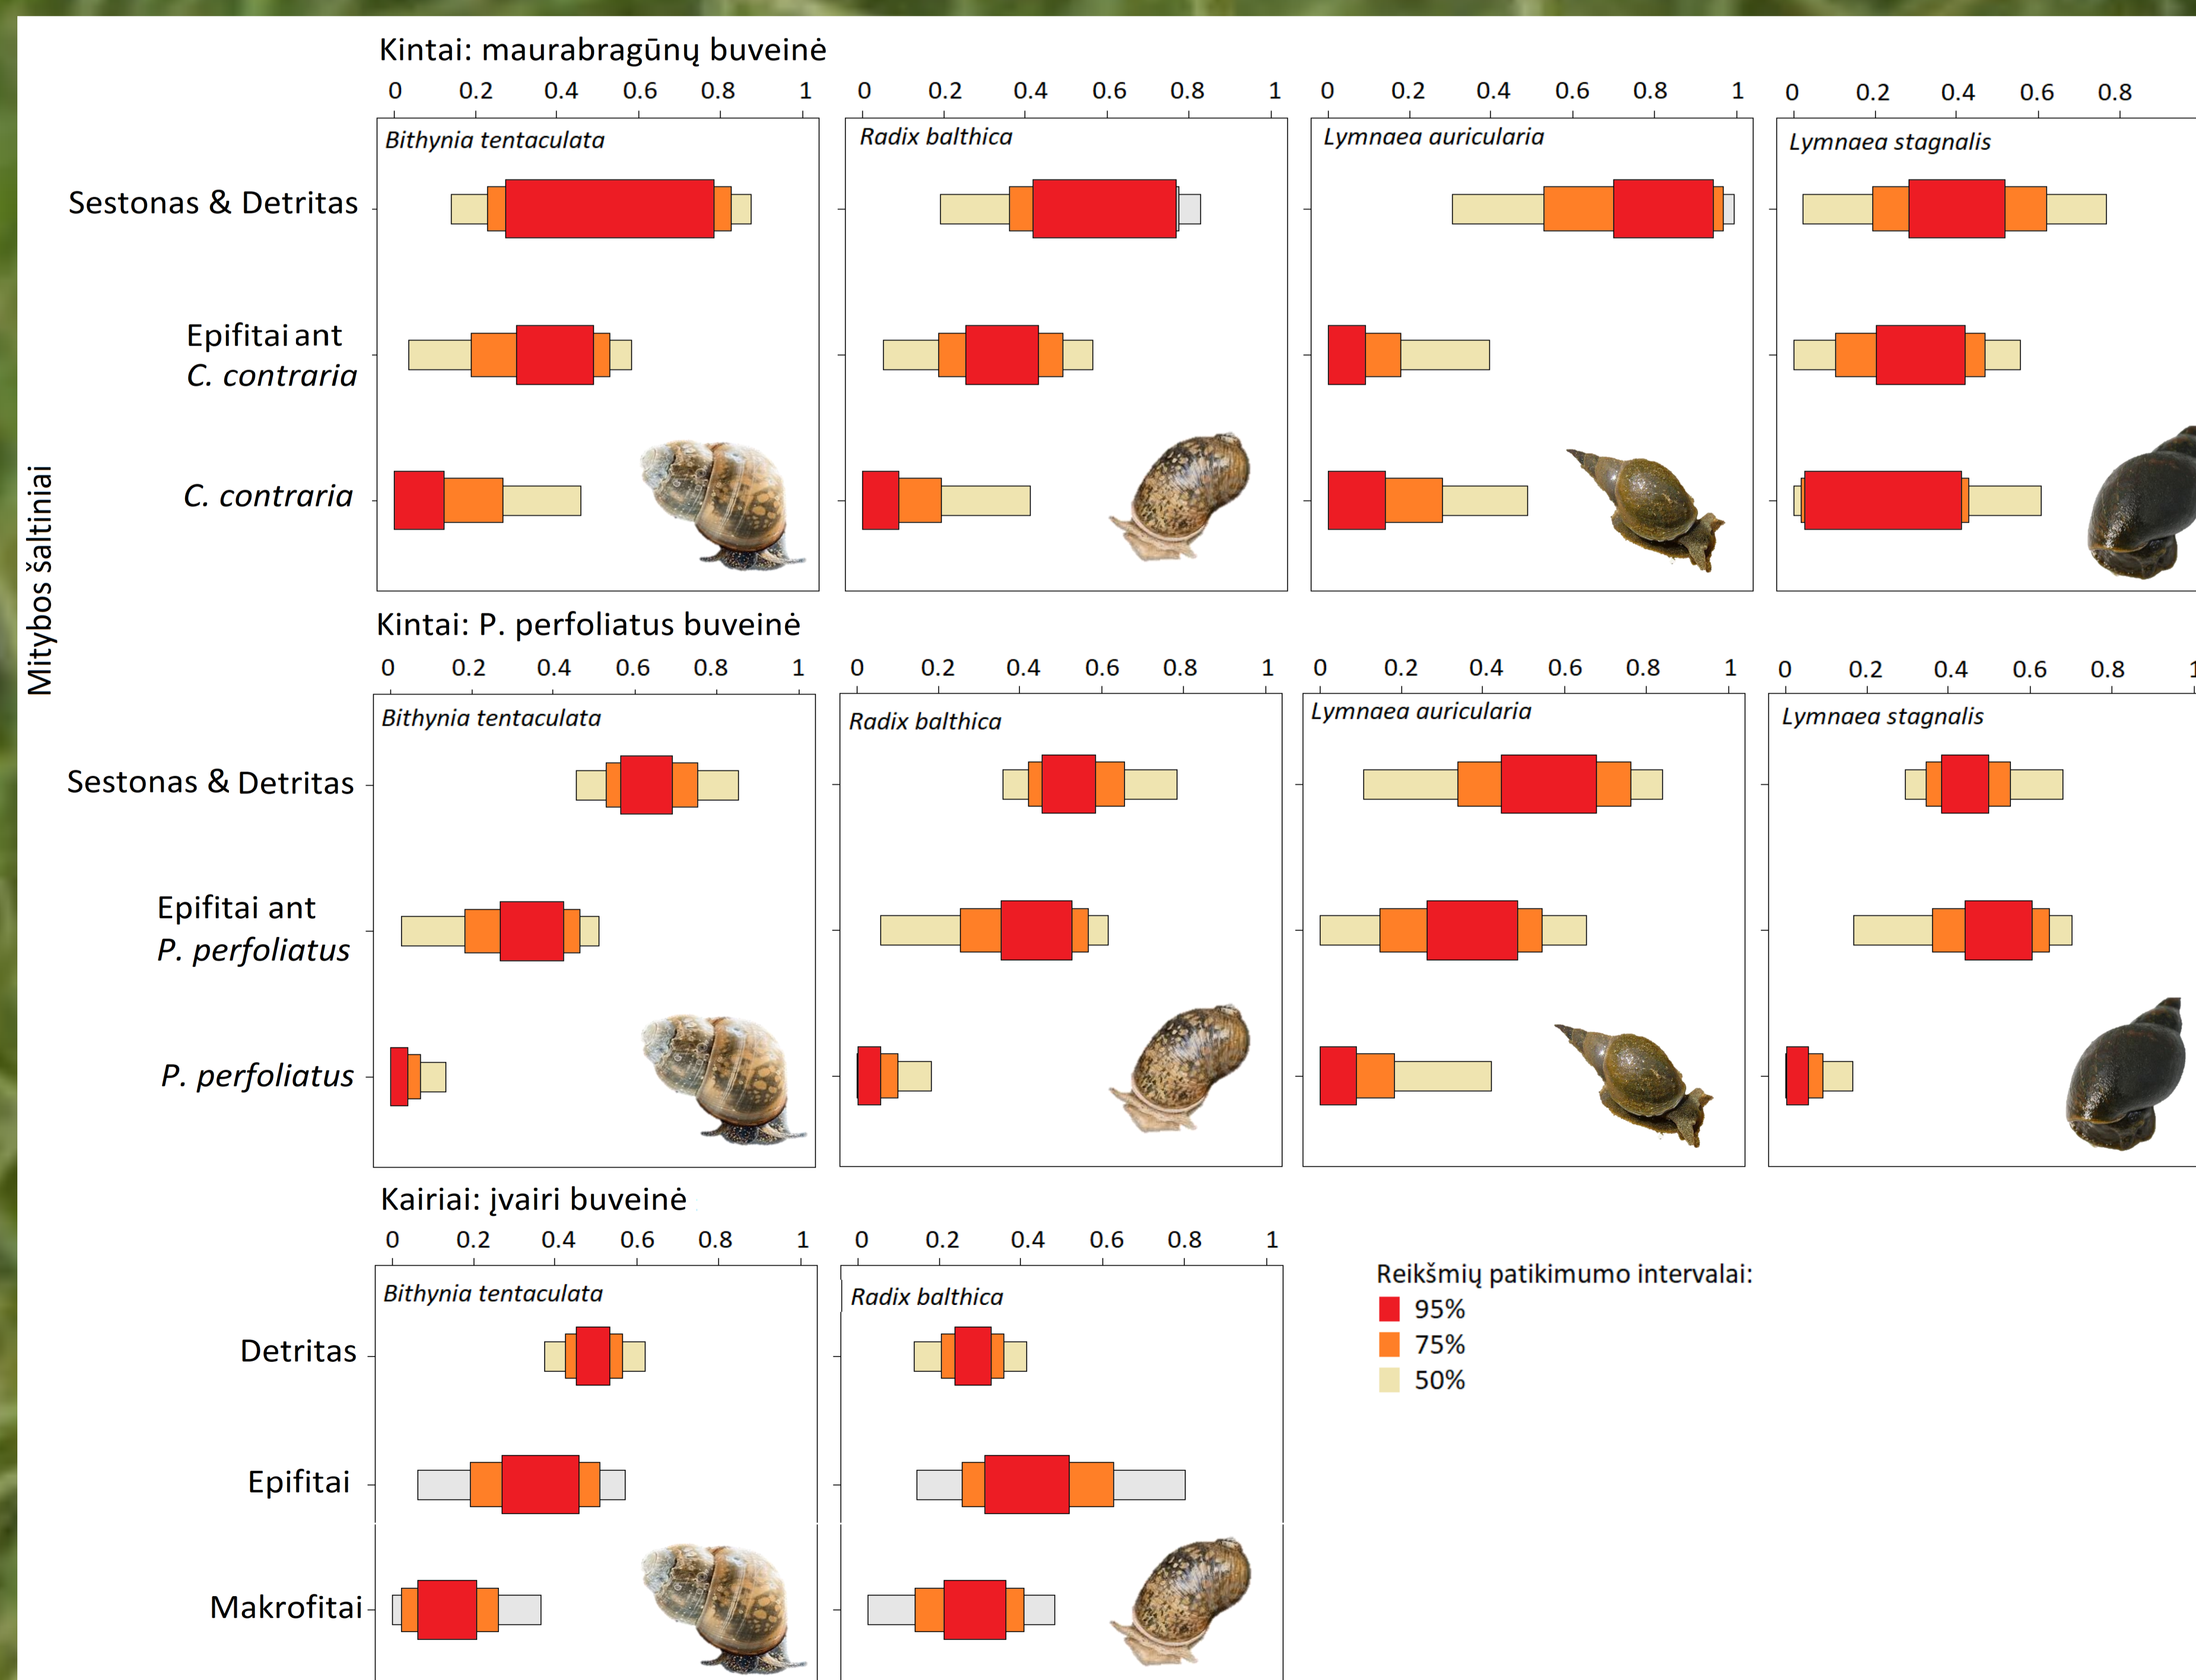 Kintai: maurabragūnų buveinė
0 0.2 0.4 0.6 0.8 1
0 0.2 0.4 0.6 0.8 1
0 0.2 0.4 0.6 0.8 1
0 0.2 0.4 0.6 0.8
Bithynia tentaculata
Radix balthica
Lymnaea auricularia
Lymnaea stagnalis
Sestonas & Detritas
Epifitai ant
C. contraria
C. contraria
Mitybos šaltiniai
Kintai: P. perfoliatus buveinė
0 0.2 0.4 0.6 0.8 1
0 0.2 0.4 0.6 0.8 1
0 0.2 0.4 0.6 0.8 1
0 0.2 0.4 0.6 0.8 1
Bithynia tentaculata
Radix balthica
Lymnaea auricularia
Lymnaea stagnalis
Sestonas & Detritas
Epifitai ant
P. perfoliatus
P. perfoliatus
Kairiai: įvairi buveinė
0 0.2 0.4 0.6 0.8 1
0 0.2 0.4 0.6 0.8 1
Bithynia tentaculata
Radix balthica
Detritas
Epifitai
Makrofitai
Reikšmių patikimumo intervalai:
95%
75%
50%